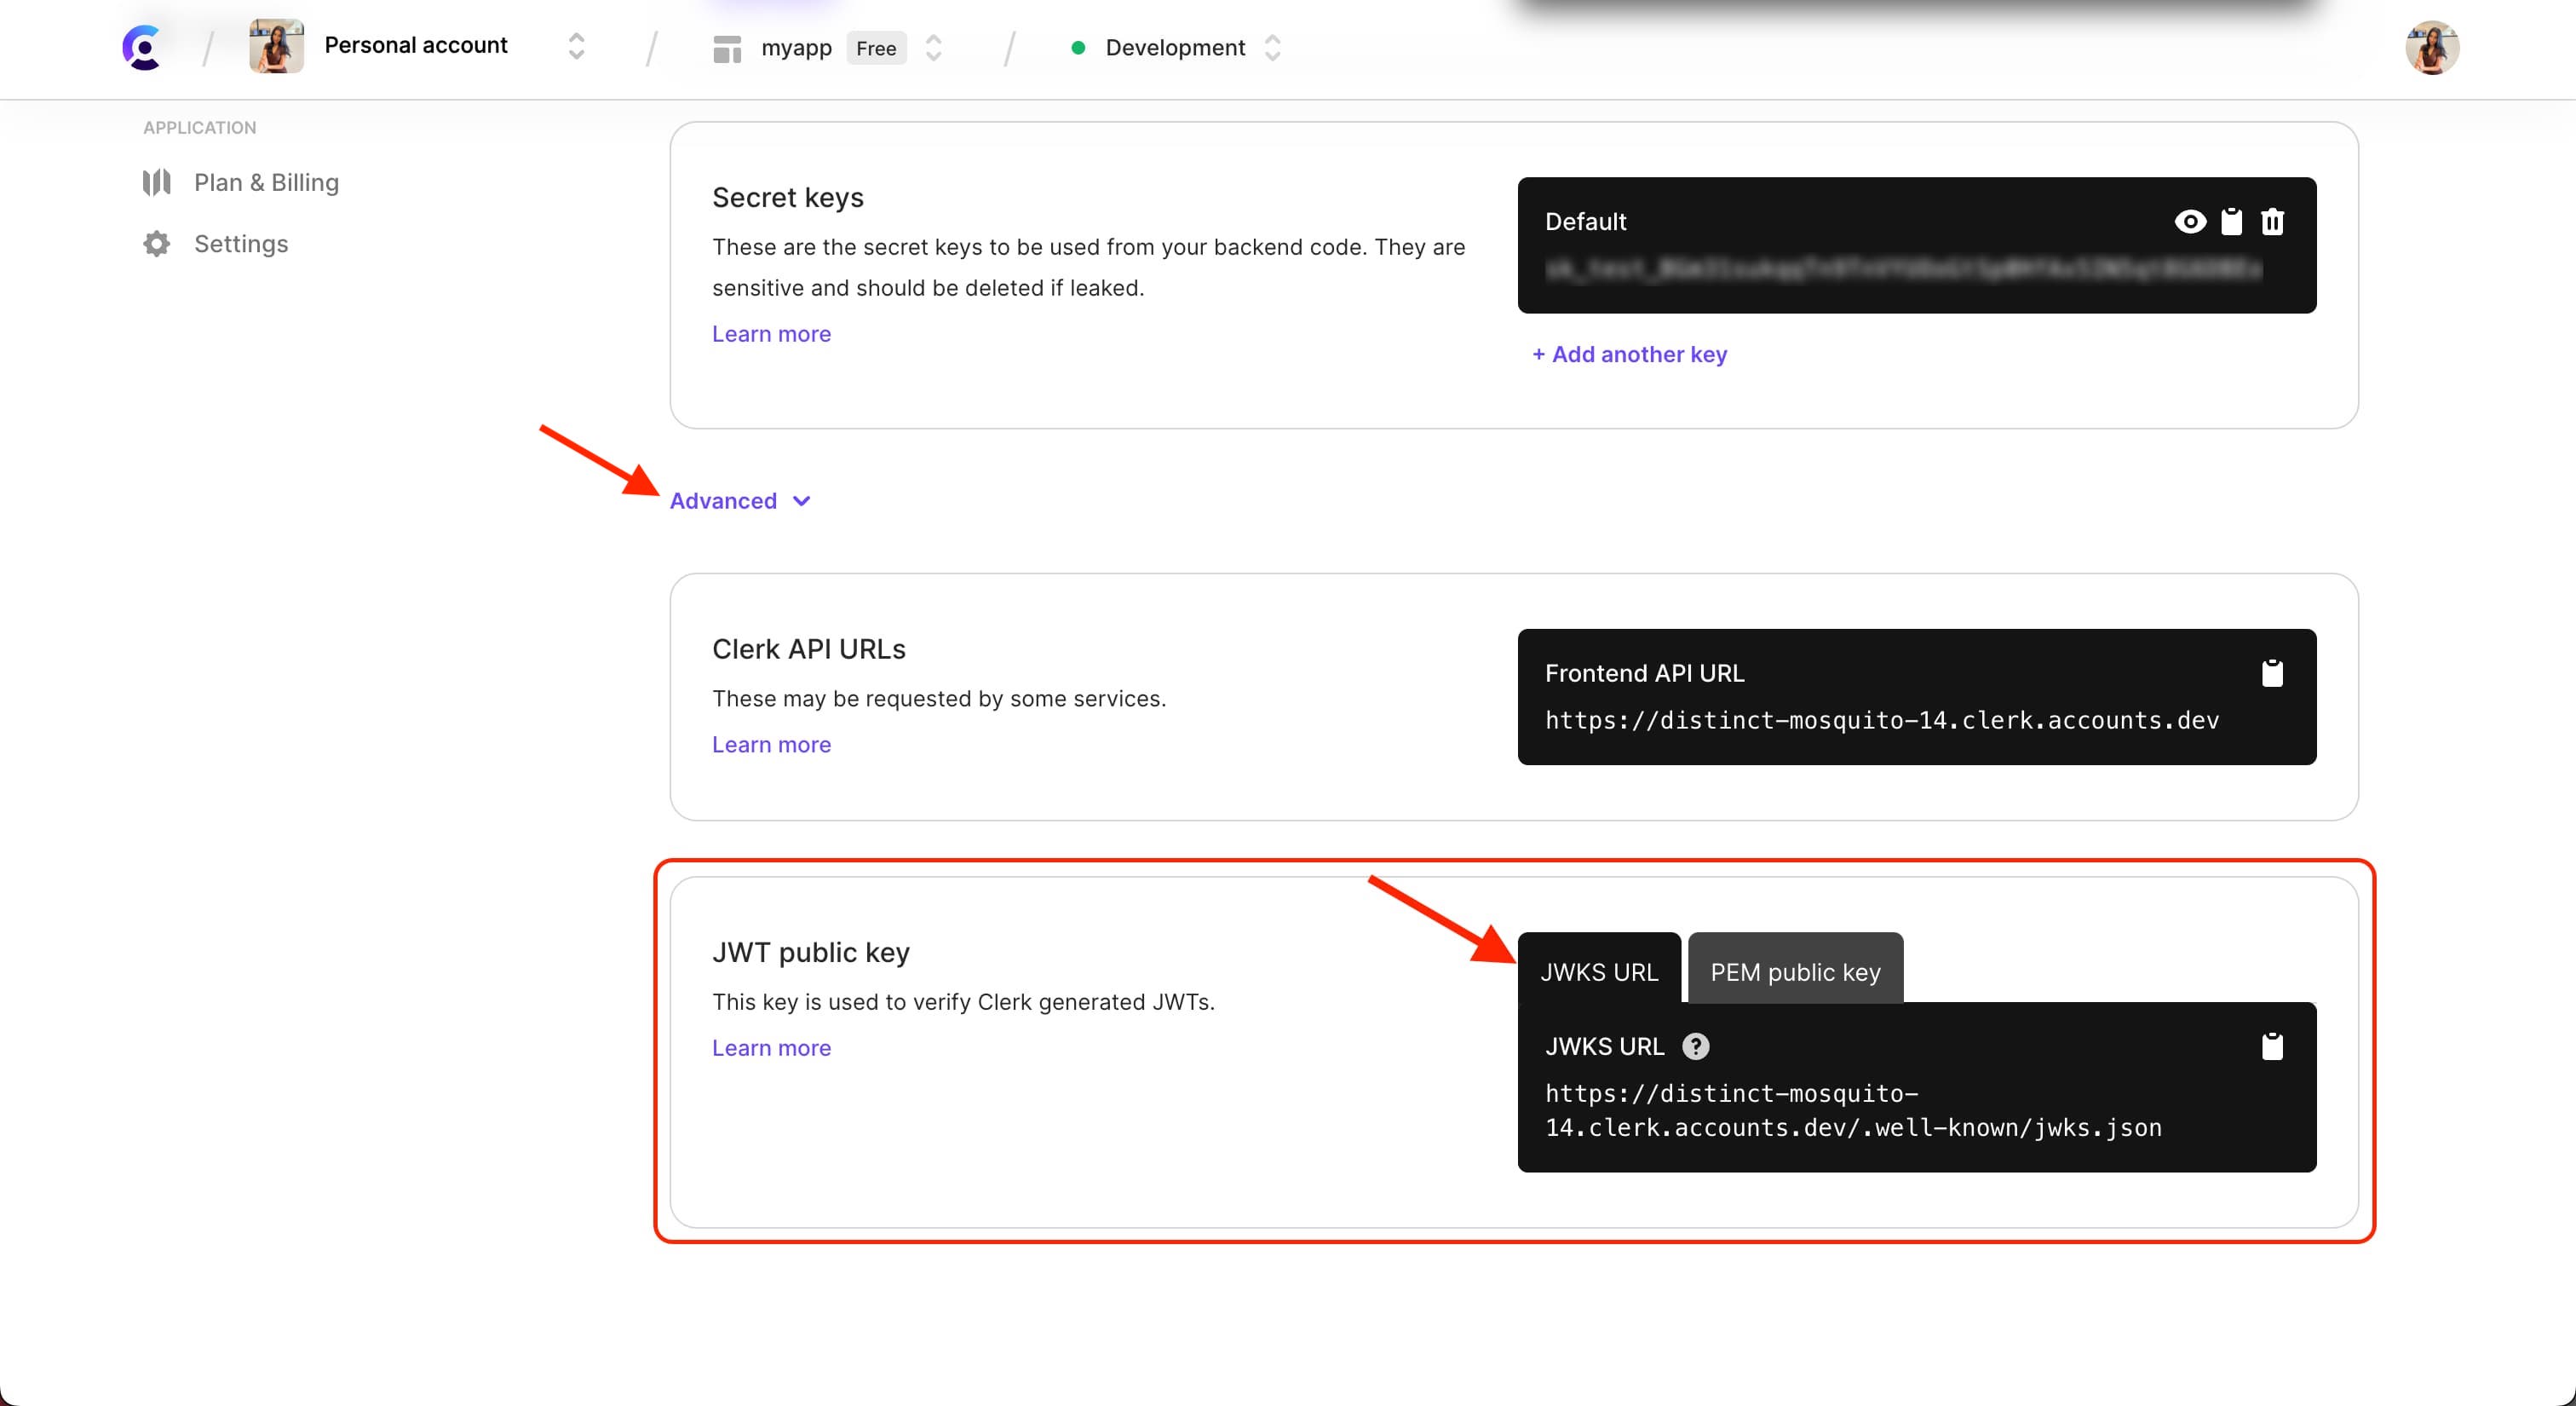 Personal account
myapp Free
Development
APPLICATION
Plan & Billing
Settings
Secret keys
These are the secret keys to be used from your backend code. They are
sensitive and should be deleted if leaked.
Learn more
Default
+ Add another key
Advanced
Clerk API URLs
These may be requested by some services.
Learn more
Frontend API URL
https://distinct-mosquito-14.clerk.accounts.dev
JWT public key
This key is used to verify Clerk generated JWTs.
Learn more
JWKS URL
PEM public key
JWKS URL ?
https://distinct-mosquito-
14.clerk.accounts.dev/.well-known/jwks.json